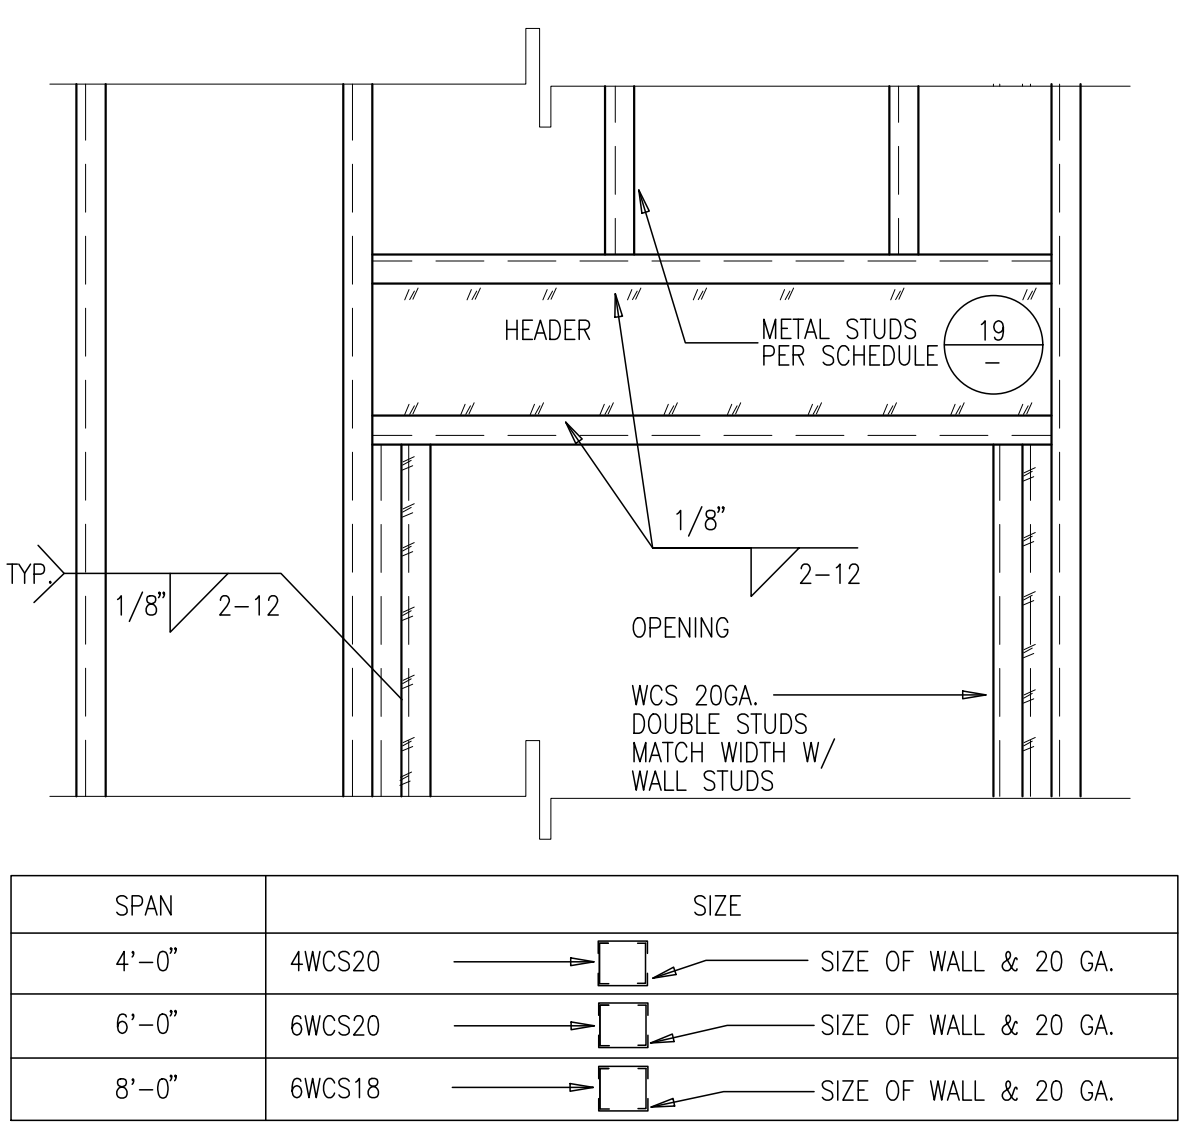 HEADER
METAL STUDS
PER SCHEDULE
19
–
1/8"
2–12
TYP.
1/8"
2–12
OPENING
WCS 20GA.
DOUBLE STUDS
MATCH WIDTH W/
WALL STUDS
SPAN SIZE
4'–0" 4WCS20 SIZE OF WALL & 20 GA.
6'–0" 6WCS20 SIZE OF WALL & 20 GA.
8'–0" 6WCS18 SIZE OF WALL & 20 GA.